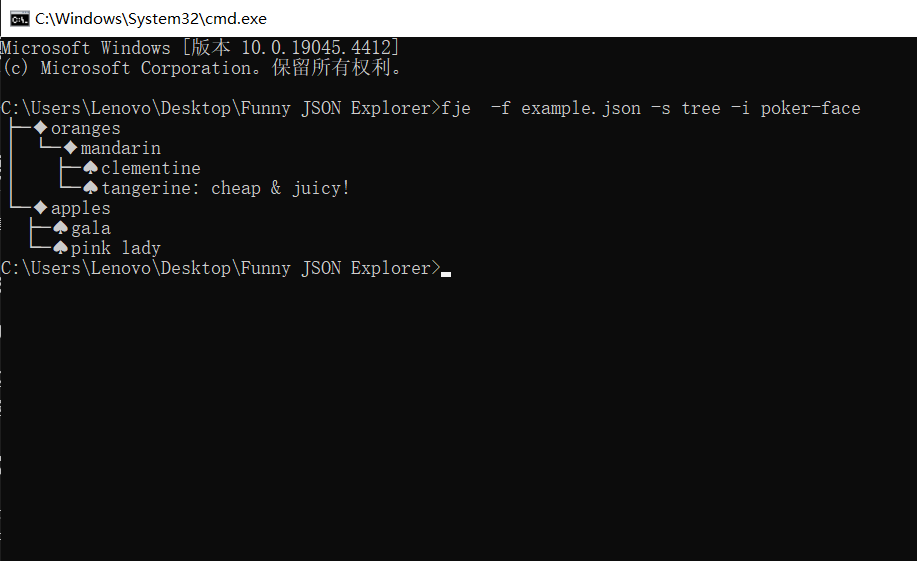 C:\Windows\System32\cmd.exe
Microsoft Windows [版本 10.0.19045.4412]
(c) Microsoft Corporation。保留所有权利。
C:\Users\Lenovo\Desktop\Funny JSON Explorer>fje  -f example.json -s tree -i poker-face
├─♦oranges
│  └─♦mandarin
│    ├─♠clementine
│    └─♠tangerine: cheap & juicy!
└─♦apples
  ├─♠gala
  └─♠pink lady
C:\Users\Lenovo\Desktop\Funny JSON Explorer>